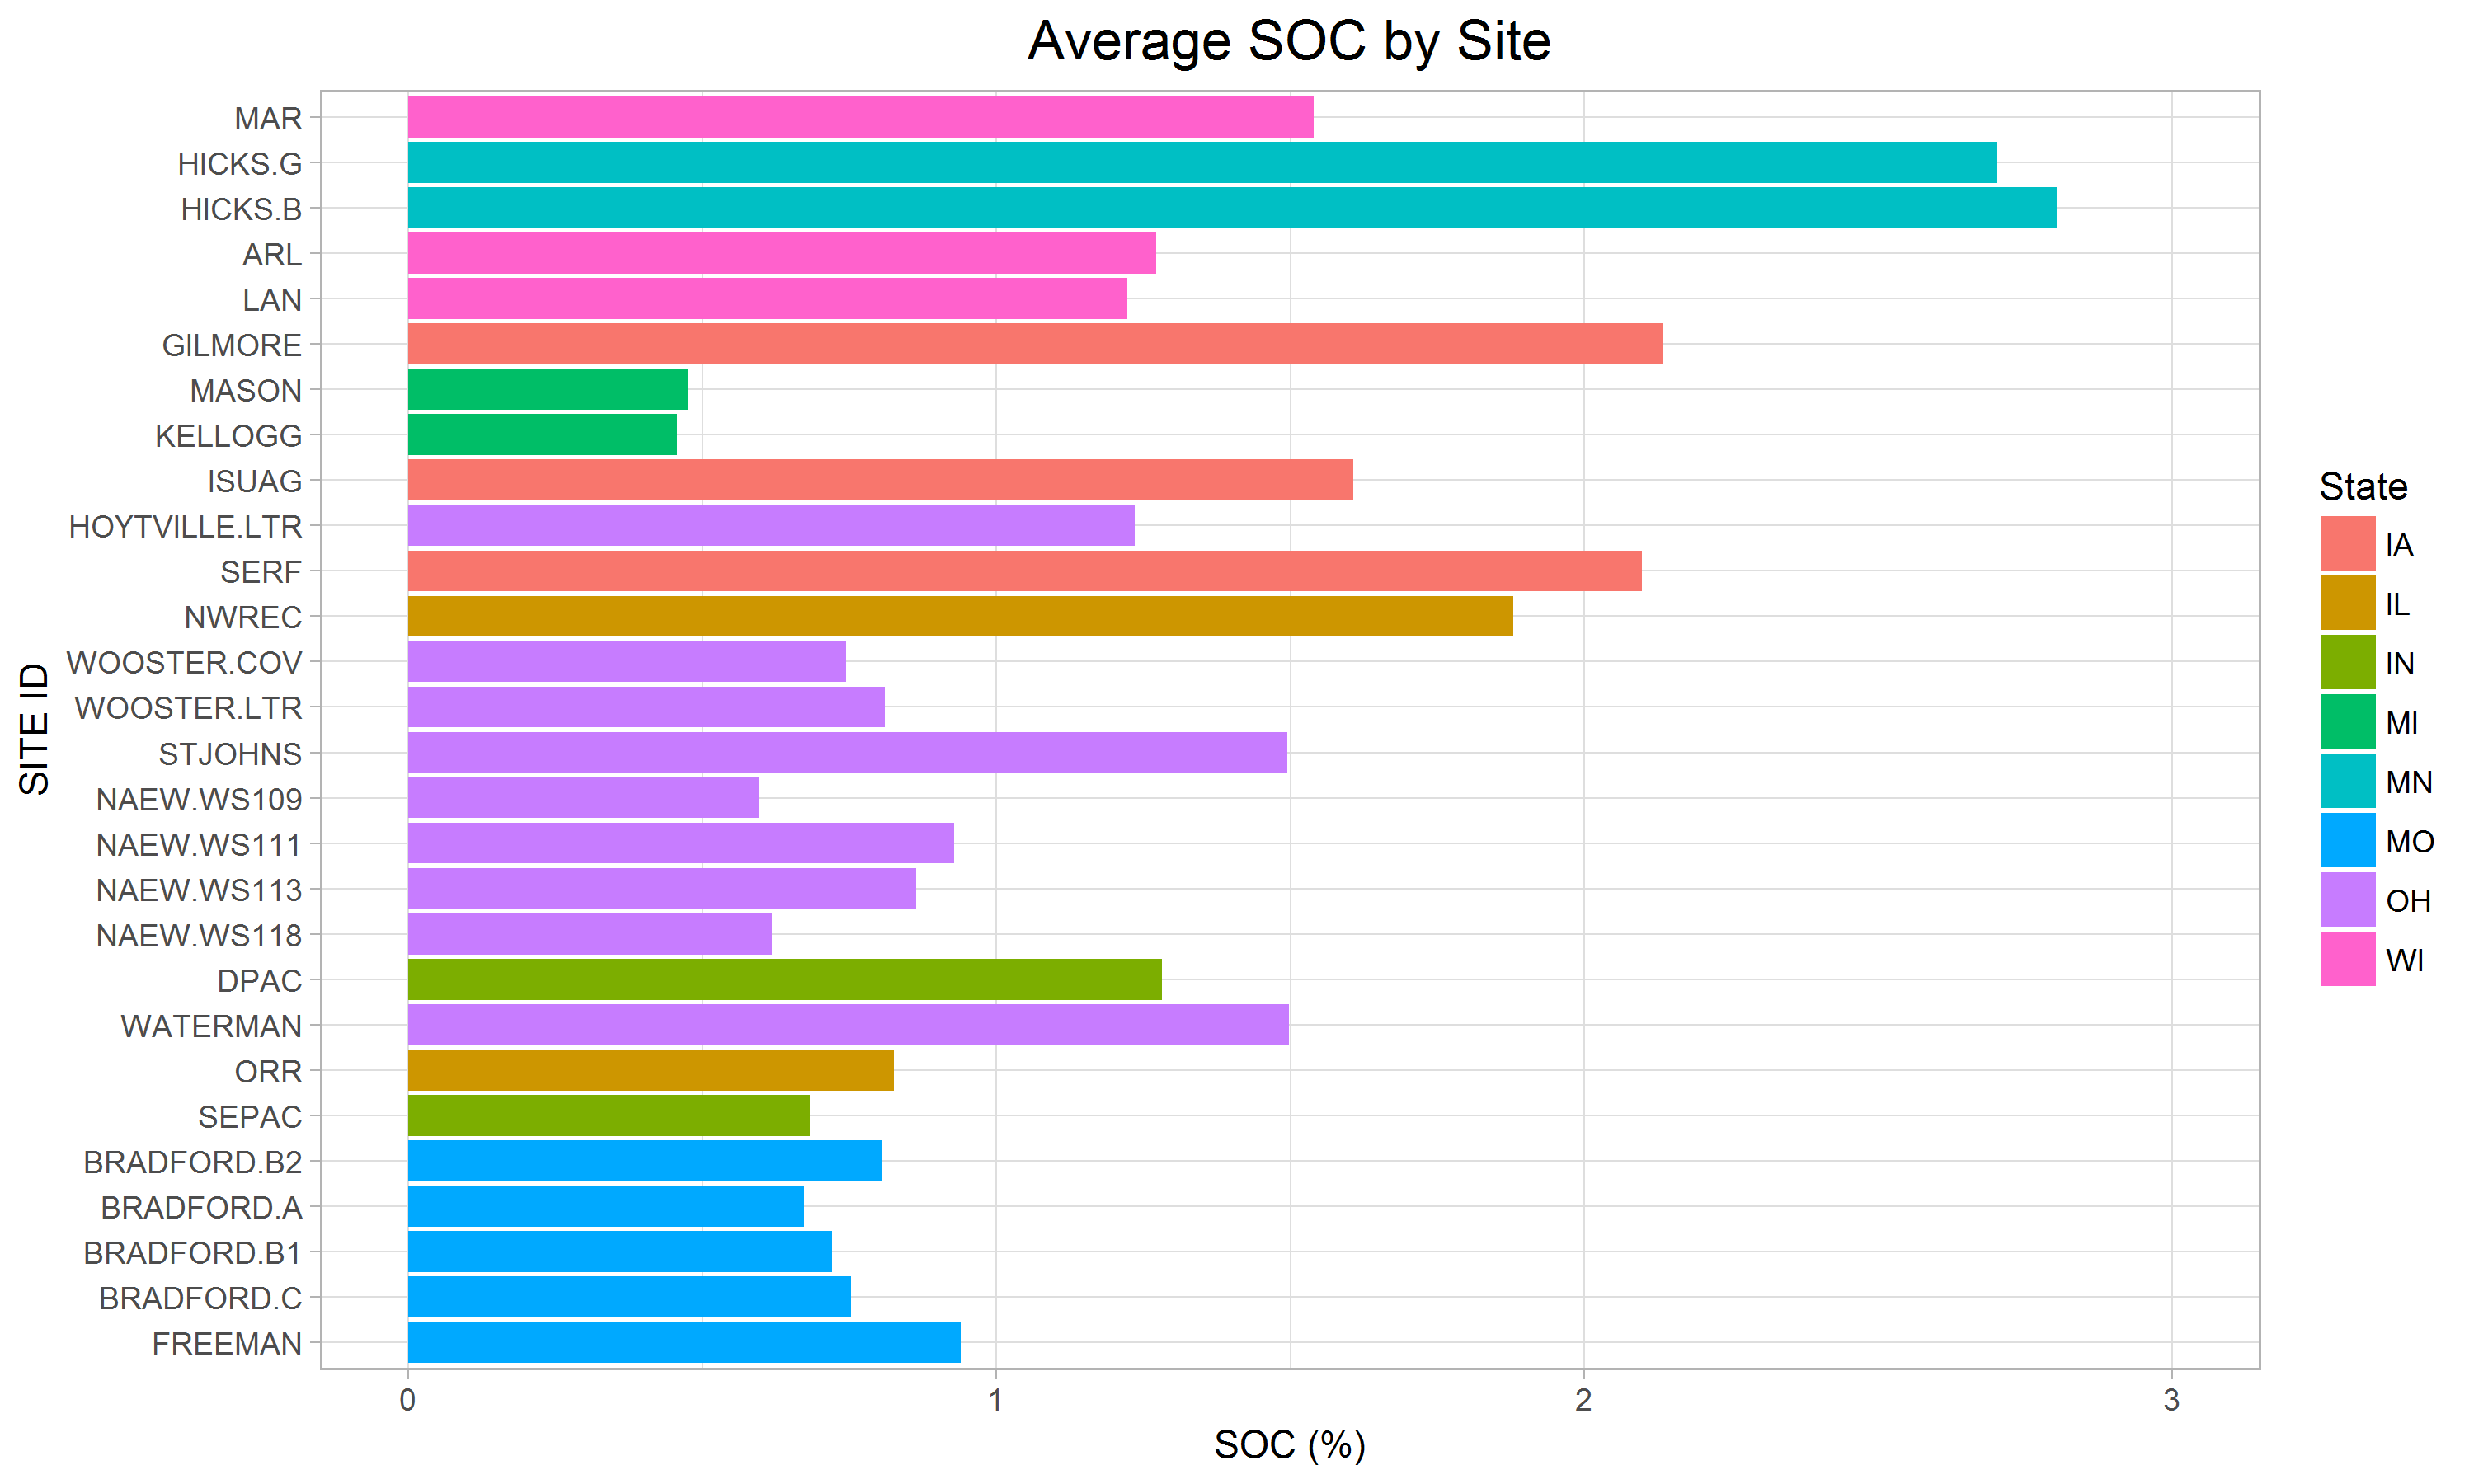 Average SOC by Site
MAR
HICKS.G
HICKS.B
ARL
LAN
GILMORE
MASON
KELLOGG
ISUAG
HOYTVILLE.LTR
SERF
NWREC
WOOSTER.COV
WOOSTER.LTR
STJOHNS
NAEW.WS109
NAEW.WS111
NAEW.WS113
NAEW.WS118
DPAC
WATERMAN
ORR
SEPAC
BRADFORD.B2
BRADFORD.A
BRADFORD.B1
BRADFORD.C
FREEMAN
SITE ID
0 1 2 3
SOC (%)
State
IA
IL
IN
MI
MN
MO
OH
WI